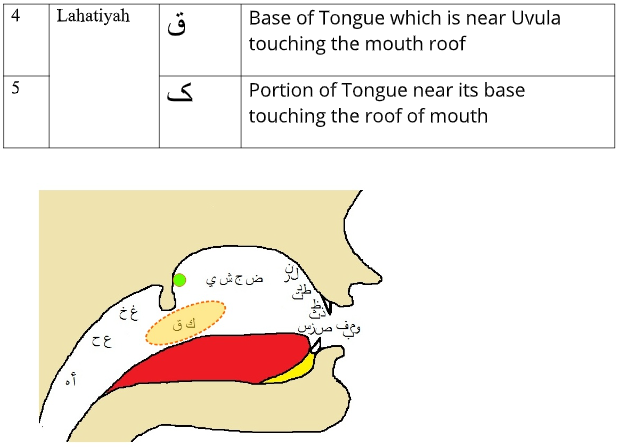 4 Lahatiyah ق Base of Tongue which is near Uvula
touching the mouth roof
5 ک Portion of Tongue near its base
touching the roof of mouth
ض ج ش ي
ن
ل ر
ط د ت
ظ ذ ث
ص ز س
و م ف ب
غ خ
ك ق
ع ح
أ ه